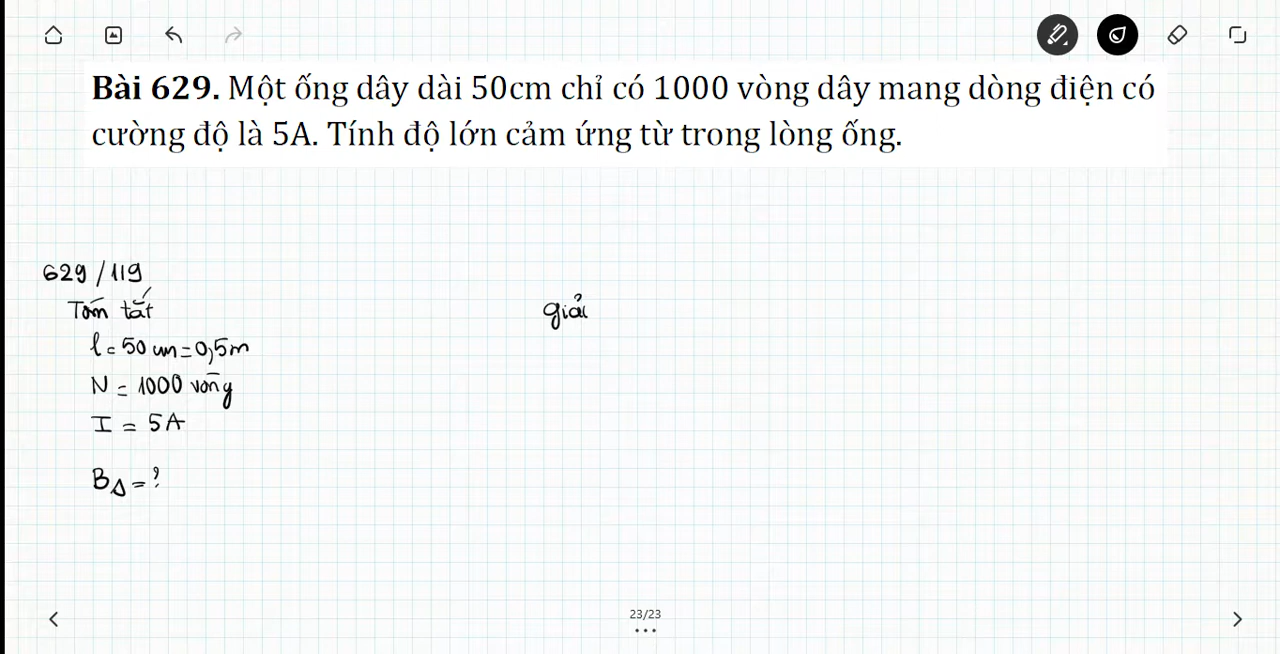 Bài 629. Một ống dây dài 50cm chỉ có 1000 vòng dây mang dòng điện có
cường độ là 5A. Tính độ lớn cảm ứng từ trong lòng ống.
629/119
Tóm tắt
giải
l = 50 cm = 0,5m
N = 1000 vòng
I = 5A
B = ?
23/23